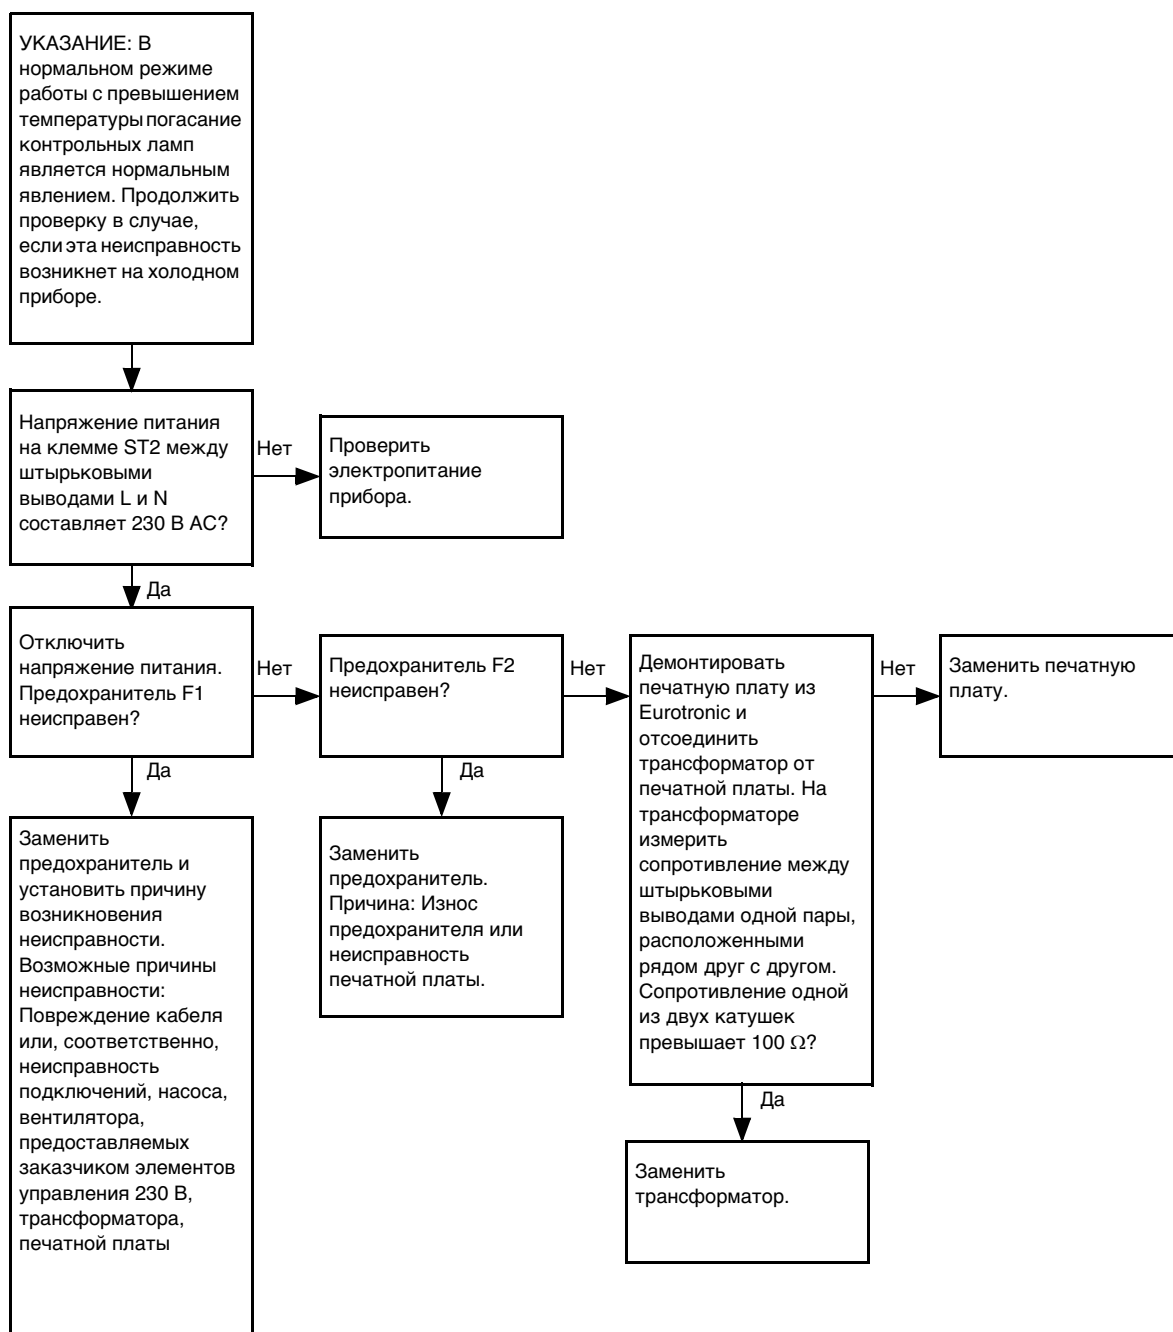 УКАЗАНИЕ: В
нормальном режиме
работы с превышением
температуры погасание
контрольных ламп
является нормальным
явлением. Продолжить
проверку в случае,
если эта неисправность
возникнет на холодном
приборе.
Напряжение питания
на клемме ST2 между
штырьковыми
выводами L и N
составляет 230 В AC?
Нет
Проверить
электропитание
прибора.
Да
Отключить
напряжение питания.
Предохранитель F1
неисправен?
Нет
Предохранитель F2
неисправен?
Нет
Демонтировать
печатную плату из
Eurotronic и
отсоединить
трансформатор от
печатной платы. На
трансформаторе
измерить
сопротивление между
штырьковыми
выводами одной пары,
расположенными
рядом друг с другом.
Сопротивление одной
из двух катушек
превышает 100 Ω?
Нет
Заменить печатную
плату.
Да
Заменить
предохранитель и
установить причину
возникновения
неисправности.
Возможные причины
неисправности:
Повреждение кабеля
или, соответственно,
неисправность
подключений, насоса,
вентилятора,
предоставляемых
заказчиком элементов
управления 230 В,
трансформатора,
печатной платы
Да
Заменить
предохранитель.
Причина: Износ
предохранителя или
неисправность
печатной платы.
Да
Заменить
трансформатор.